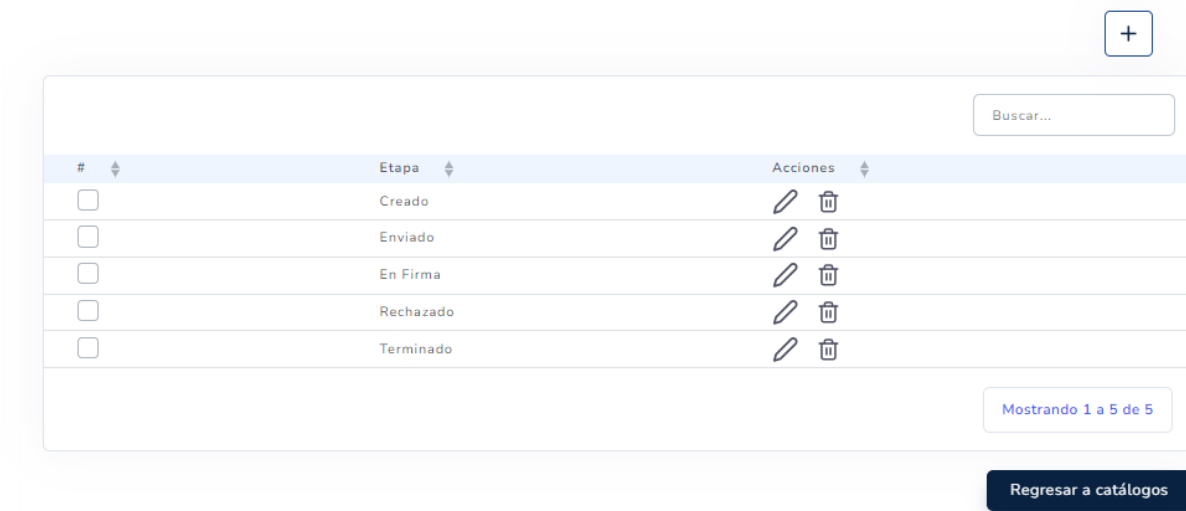 +
Buscar...
# Etapa Acciones
Creado
Enviado
En Firma
Rechazado
Terminado
Mostrando 1 a 5 de 5
Regresar a catálogos